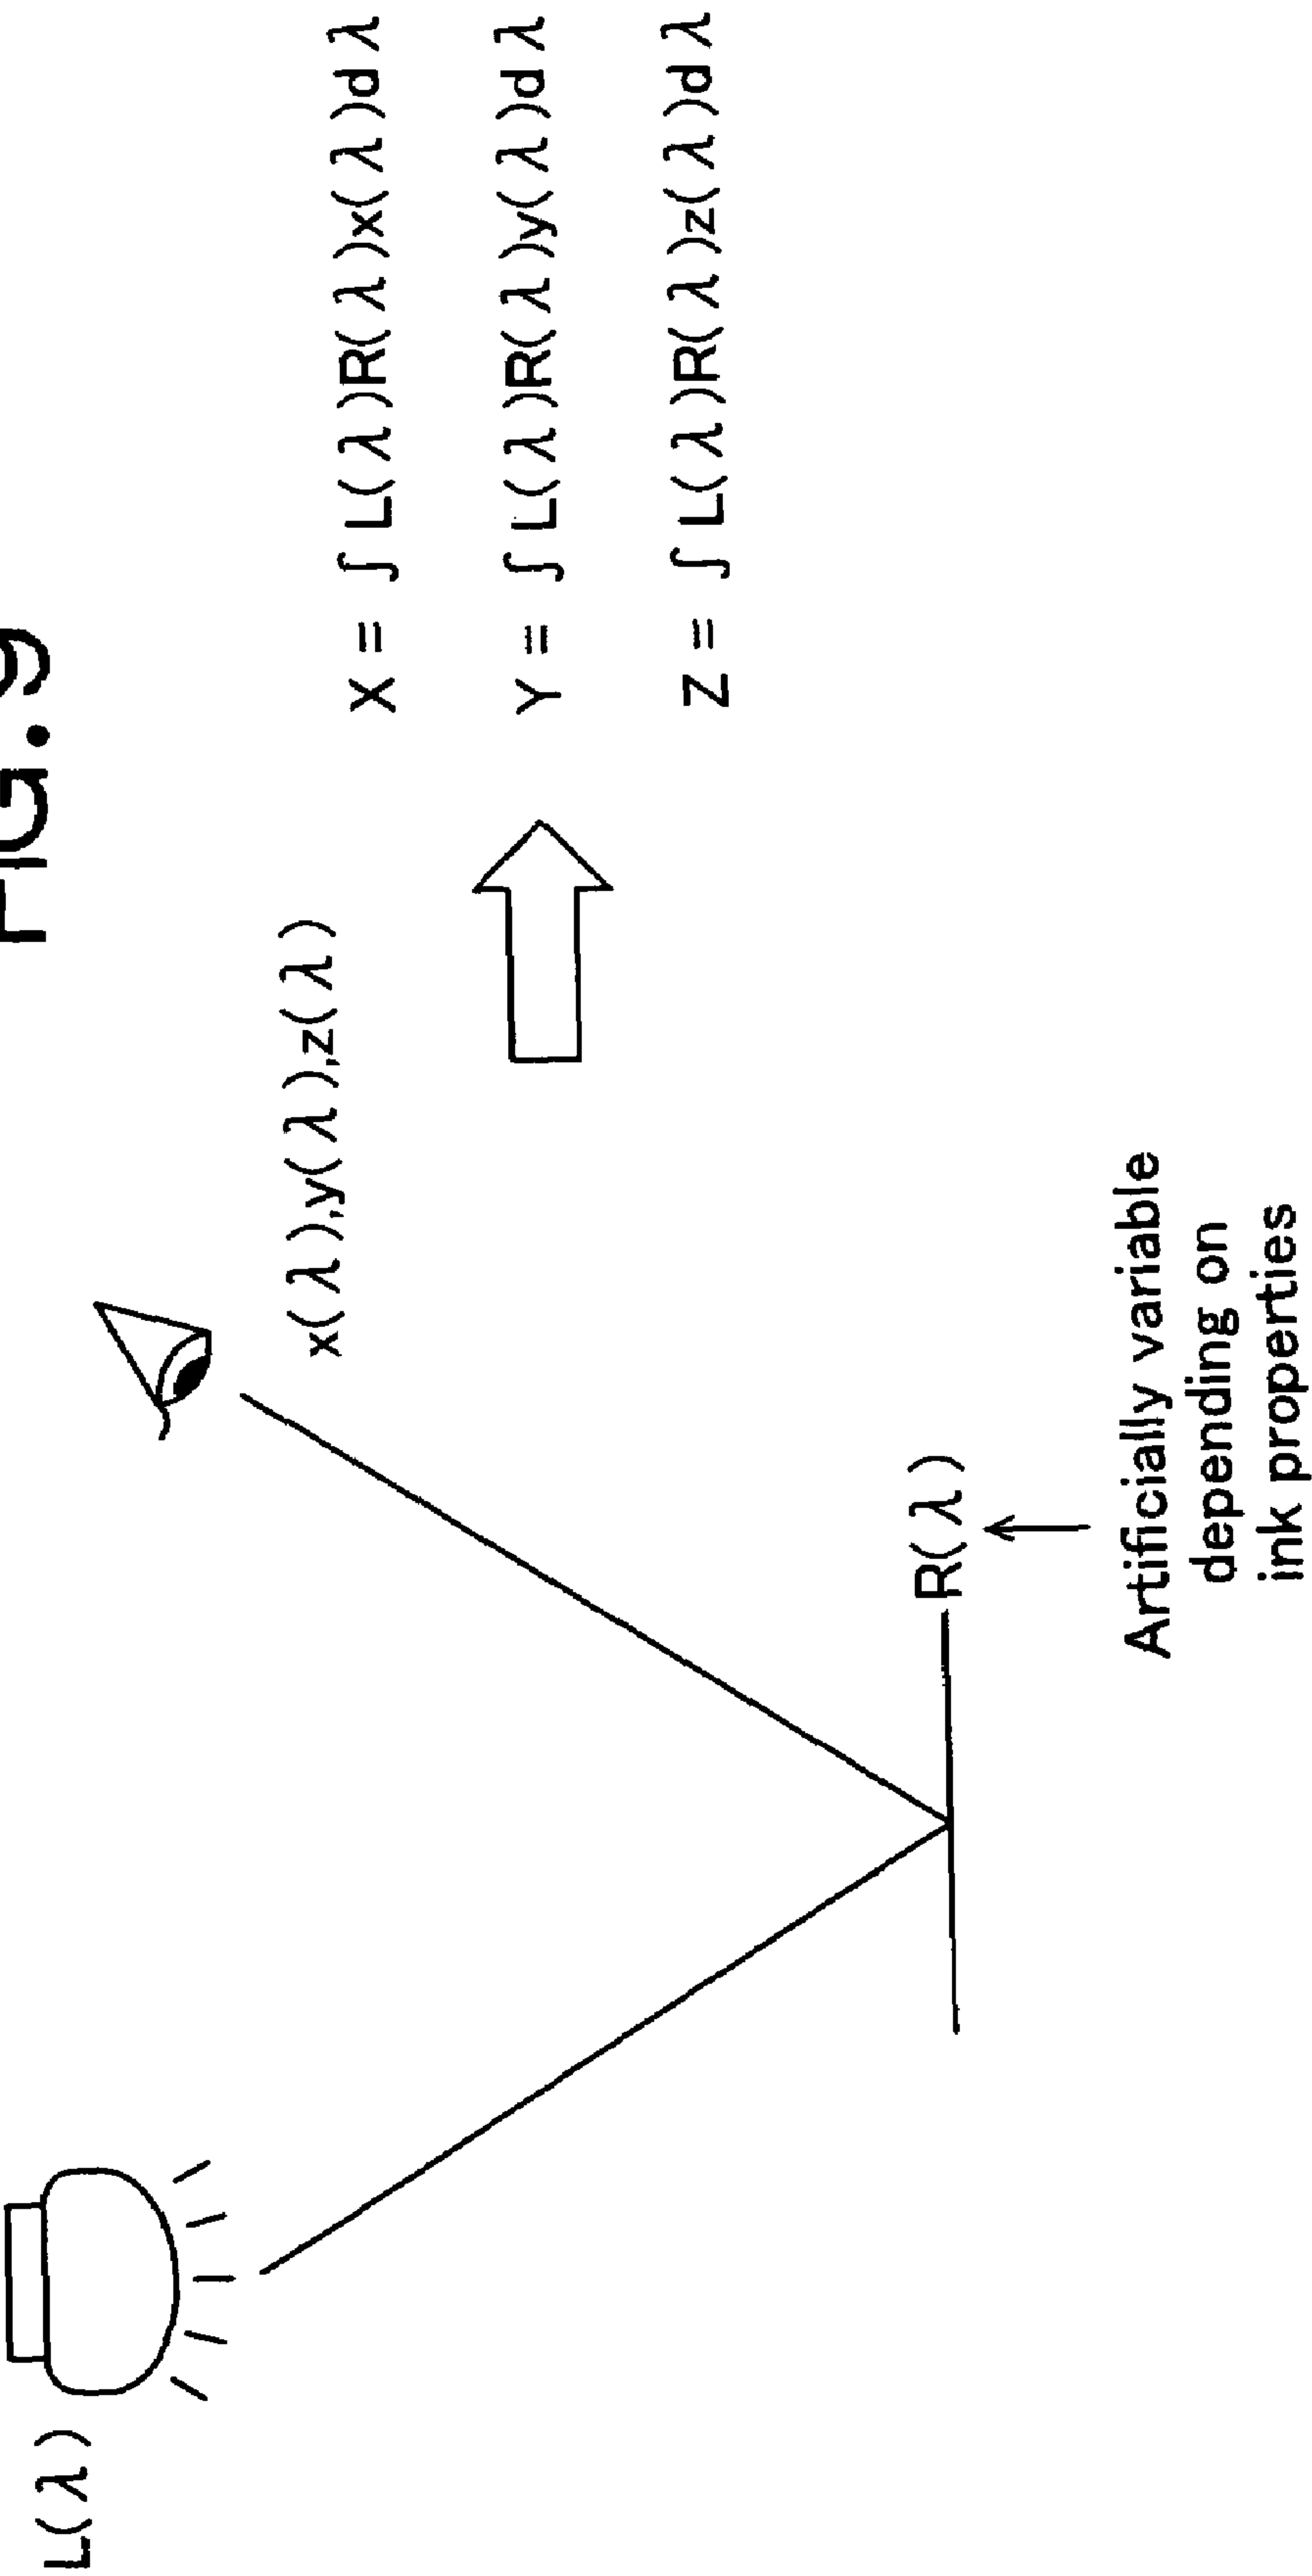 FIG. 9
L(λ)
x(λ),y(λ),z(λ)
X = ∫ L(λ)R(λ)x(λ)dλ
Y = ∫ L(λ)R(λ)y(λ)dλ
Z = ∫ L(λ)R(λ)z(λ)dλ
R(λ)
Artificially variable
depending on
ink properties